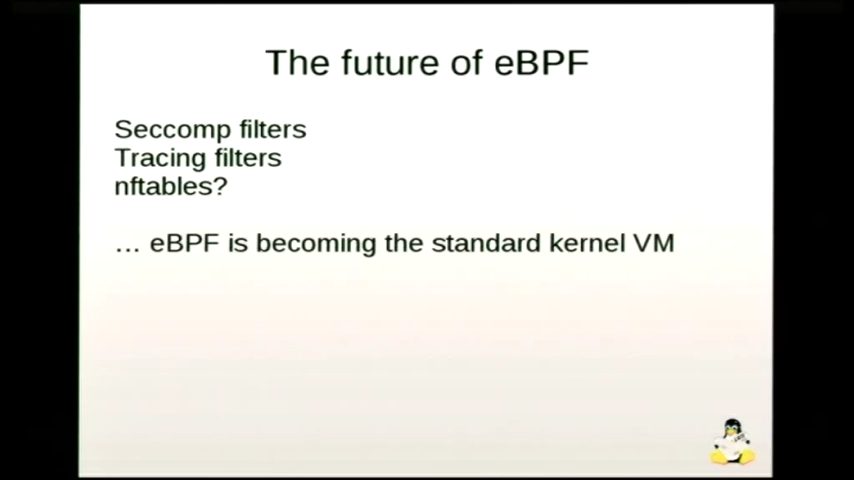 The future of eBPF
Seccomp filters
Tracing filters
nftables?
... eBPF is becoming the standard kernel VM